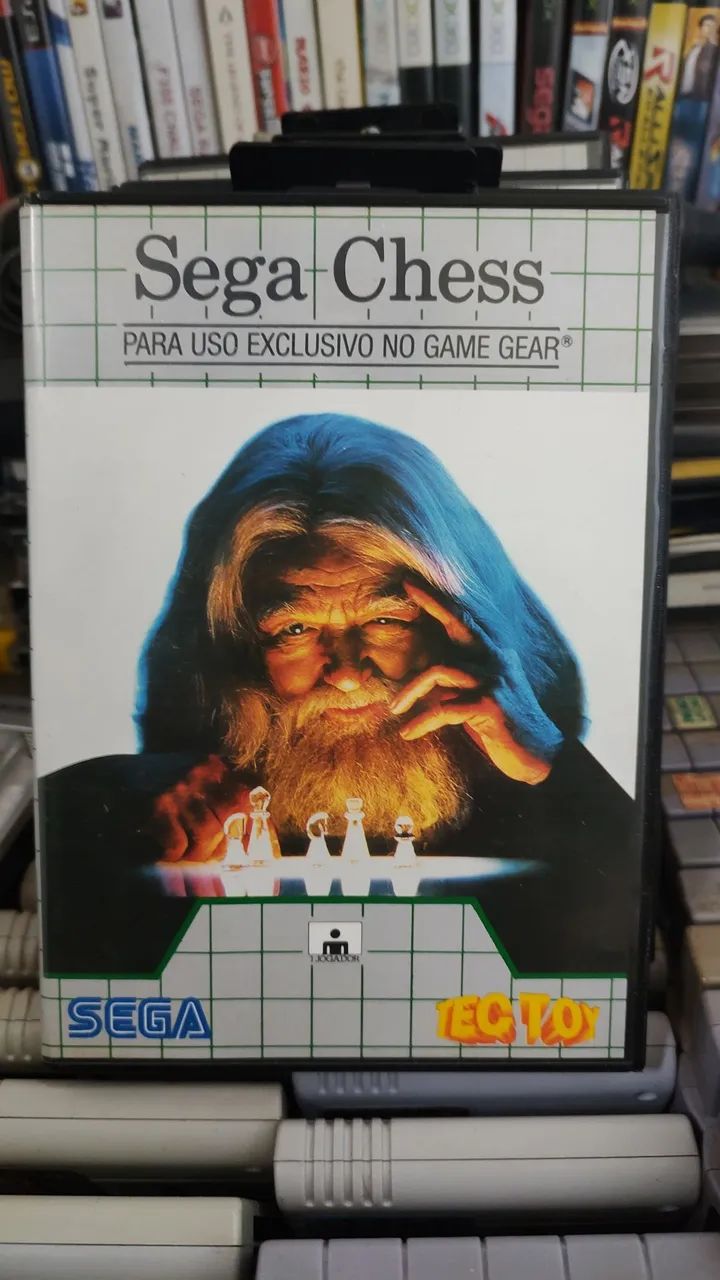 Sega Chess
PARA USO EXCLUSIVO NO GAME GEAR®
1 JOGADOR
SEGA
TEC TOY